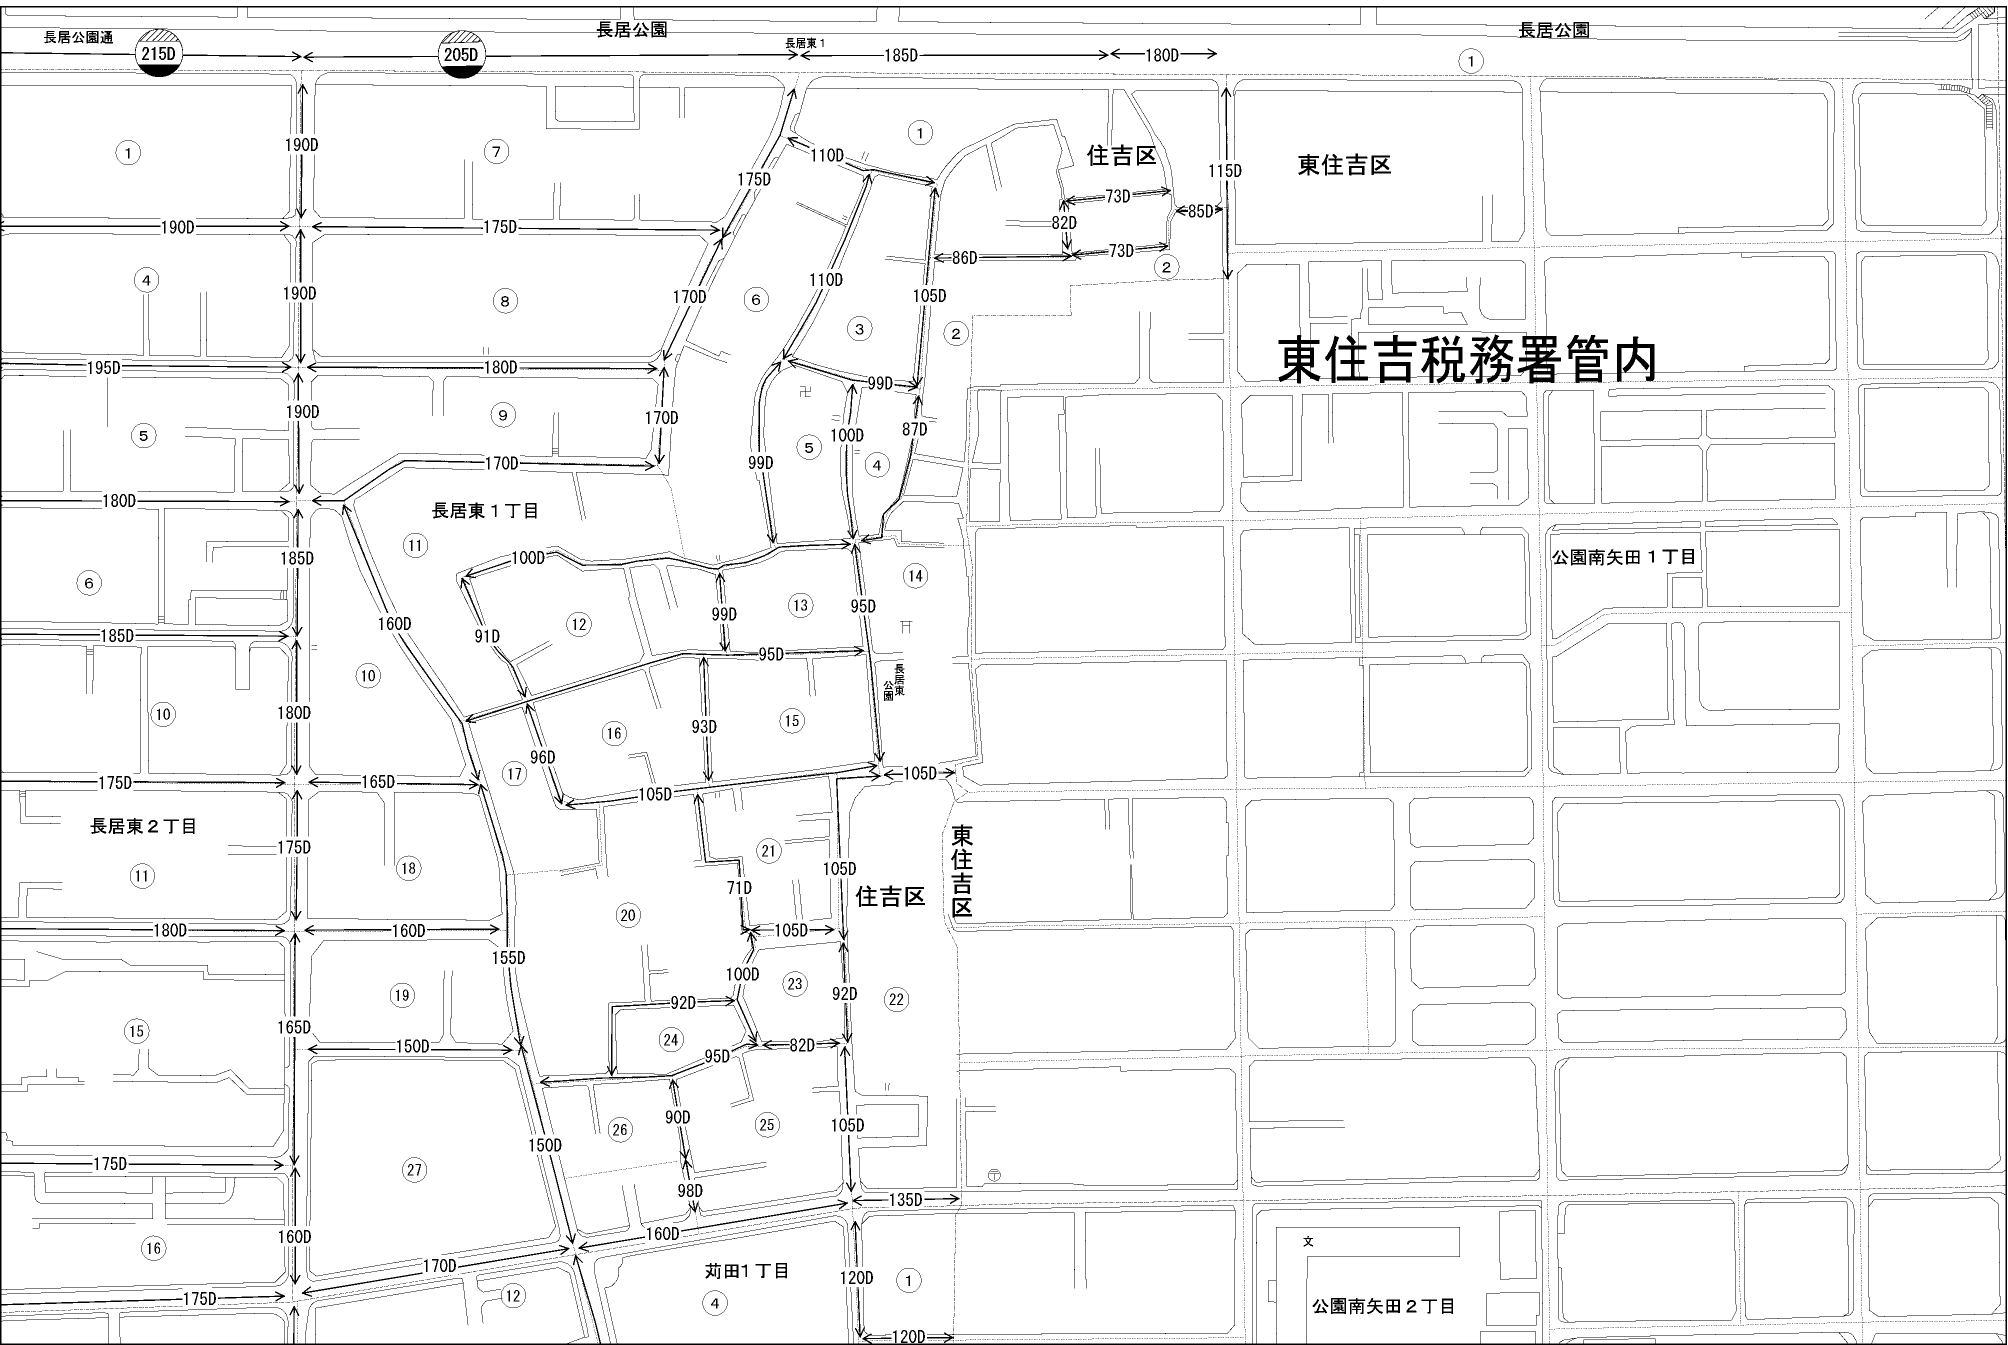 長居公園通
215D
205D
長居公園
長居東1
185D
180D
長居公園
1
1
190D
7
175D
110D
1
住吉区
東住吉区
115D
73D
82D
85D
190D
175D
86D
73D
2
4
190D
8
170D
6
110D
105D
3
2
東住吉税務署管内
195D
180D
99D
5
190D
9
170D
5
100D
87D
4
99D
170D
180D
長居東1丁目
11
185D
100D
14
公園南矢田1丁目
6
160D
91D
12
99D
13
95D
185D
95D
長居東
公園
10
10
180D
16
93D
15
96D
17
175D
165D
105D
105D
長居東2丁目
175D
18
21
105D
東住吉区
11
71D
住吉区
20
180D
160D
105D
155D
100D
23
92D
22
19
92D
165D
15
24
150D
95D
82D
90D
26
25
105D
150D
175D
27
98D
135D
160D
16
160D
文
170D
苅田1丁目
120D
1
175D
12
4
公園南矢田2丁目
120D